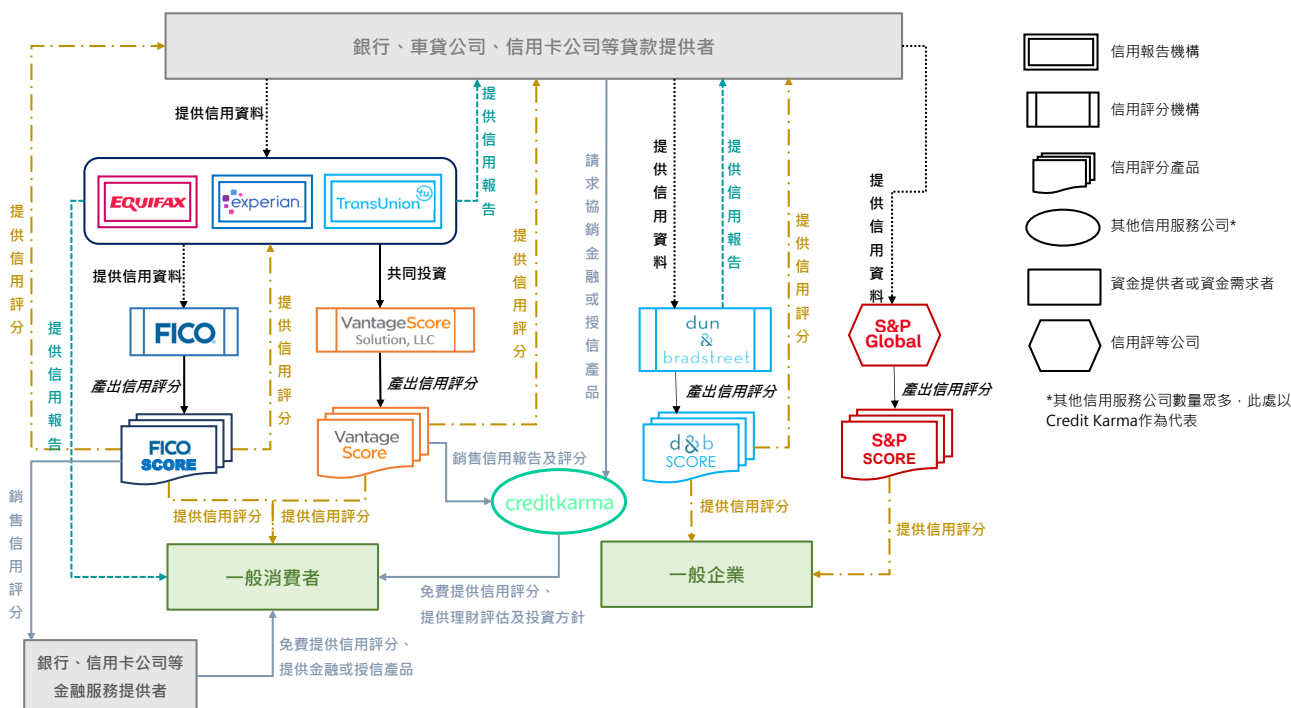 銀行、車貸公司、信用卡公司等貸款提供者
提供信用資料
提供信用報告
提供信用評分
EQUIFAX
experian
TransUnion
tu
提供信用資料
共同投資
提供信用評分
提供信用報告
提供信用評分
請求協銷金融或授信產品
提供信用資料
提供信用報告
提供信用評分
提供信用資料
FICO
VantageScore
Solution, LLC
dun
&
bradstreet
S&P
Global
產出信用評分
產出信用評分
產出信用評分
產出信用評分
FICO
SCORE
Vantage
Score
d&b
SCORE
S&P
SCORE
銷售信用報告及評分
creditkarma
銷售信用評分
提供信用評分
提供信用評分
提供信用評分
提供信用評分
一般消費者
一般企業
免費提供信用評分、
提供理財評估及投資方針
銀行、信用卡公司等
金融服務提供者
免費提供信用評分、
提供金融或授信產品
信用報告機構
信用評分機構
信用評分產品
其他信用服務公司*
資金提供者或資金需求者
信用評等公司
*其他信用服務公司數量眾多，此處以
Credit Karma作為代表